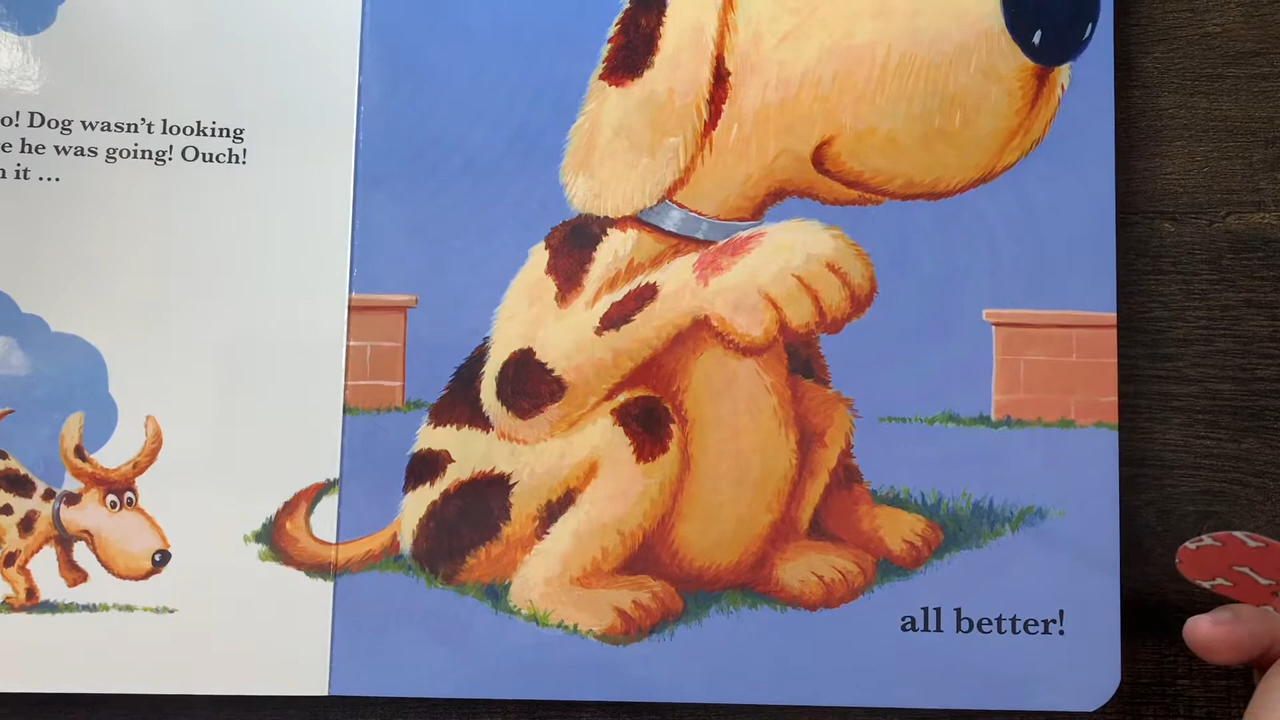 o! Dog wasn't looking
e he was going! Ouch!
it ...
all better!